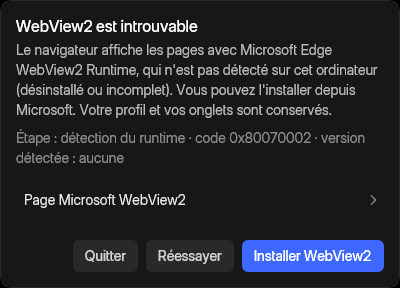 WebView2 est introuvable
Le navigateur affiche les pages avec Microsoft Edge
WebView2 Runtime, qui n'est pas détecté sur cet ordinateur
(désinstallé ou incomplet). Vous pouvez l'installer depuis
Microsoft. Votre profil et vos onglets sont conservés.
Étape : détection du runtime · code 0x80070002 · version
détectée : aucune
Page Microsoft WebView2
Quitter
Réessayer
Installer WebView2